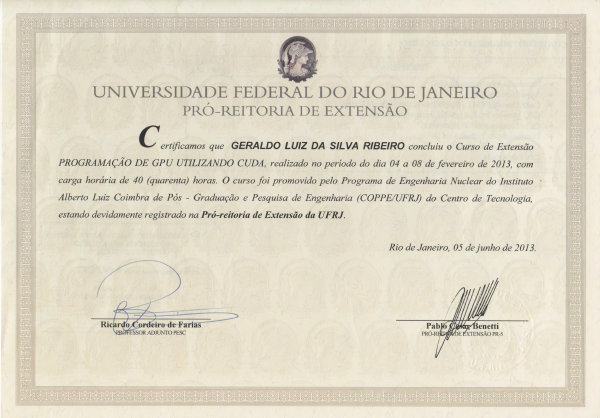 UNIVERSIDADE FEDERAL DO RIO DE JANEIRO
PRÓ-REITORIA DE EXTENSÃO
Certificamos que GERALDO LUIZ DA SILVA RIBEIRO concluiu o Curso de Extensão
PROGRAMAÇÃO DE GPU UTILIZANDO CUDA, realizado no período do dia 04 a 08 de fevereiro de 2013, com
carga horária de 40 (quarenta) horas. O curso foi promovido pelo Programa de Engenharia Nuclear do Instituto
Alberto Luiz Coimbra de Pós - Graduação e Pesquisa de Engenharia (COPPE/UFRJ) do Centro de Tecnologia,
estando devidamente registrado na Pró-reitoria de Extensão da UFRJ.
Rio de Janeiro, 05 de junho de 2013.
Ricardo Cordeiro de Farias
PROFESSOR ADJUNTO PESC
Pablo Cesar Benetti
PRÓ-REITOR DE EXTENSÃO PR-5